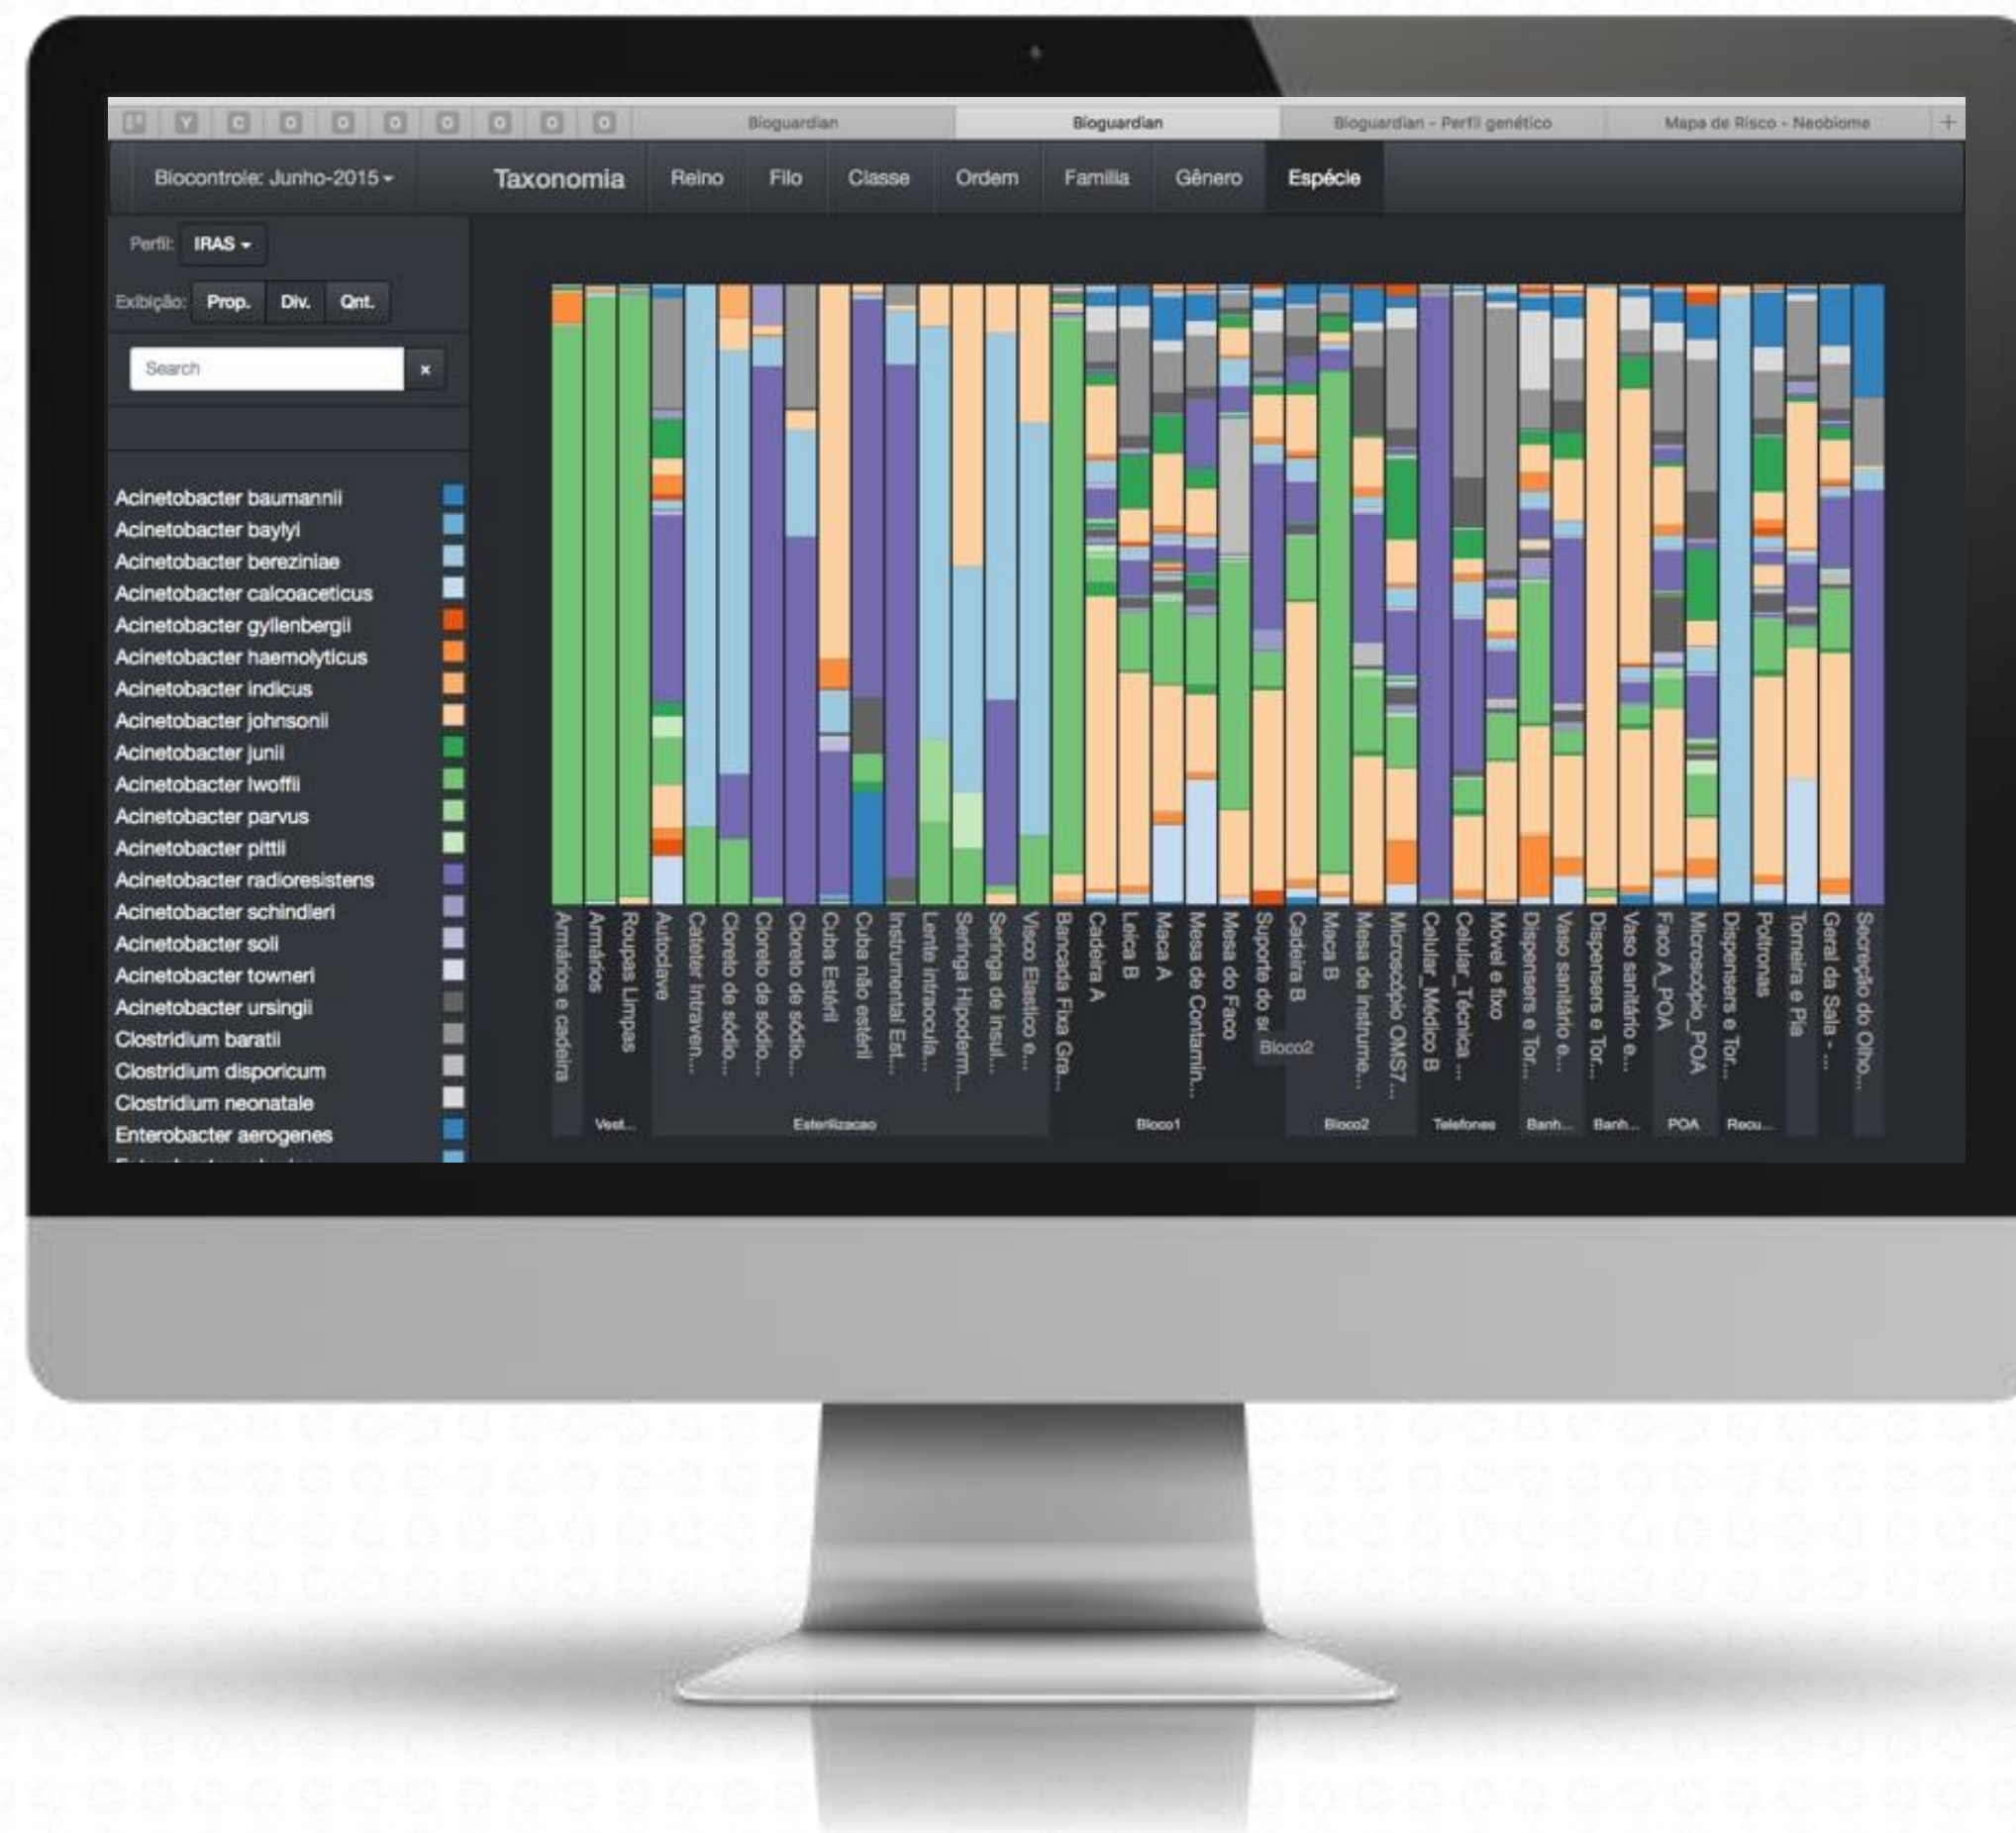 Y C O O O O O O O Bioguardian Bioguardian Bioguardian - Perfil genético Mapa de Risco - Neobiome +
Biocontrole: Junho-2015 Taxonomia Reino Filo Classe Ordem Família Gênero Espécie
Perfil: IRAS
Exibição: Prop. Div. Qnt.
Search ×
Acinetobacter baumannii
Acinetobacter baylyi
Acinetobacter bereziniae
Acinetobacter calcoaceticus
Acinetobacter gyllenbergii
Acinetobacter haemolyticus
Acinetobacter indicus
Acinetobacter johnsonii
Acinetobacter junii
Acinetobacter lwoffii
Acinetobacter parvus
Acinetobacter pittii
Acinetobacter radioresistens
Acinetobacter schindleri
Acinetobacter soli
Acinetobacter towneri
Acinetobacter ursingii
Clostridium baratii
Clostridium disporicum
Clostridium neonatale
Enterobacter aerogenes
Armários e cadeira
Armários
Roupas Limpas
Autoclave
Cateter Intraven...
Cloreto de sódio...
Cloreto de sódio...
Cloreto de sódio...
Cuba Estéril
Cuba não estéril
Instrumental Est...
Lente Intraocula...
Seringa Hipoderm...
Seringa de insul...
Visco Elastico e...
Bancada Fixa Gra...
Cadeira A
Leica B
Maca A
Mesa de Contamin...
Mesa do Faco
Suporte do so
Cadeira B
Maca B
Mesa de Instrume...
Microscópio OMS7...
Celular_Médico B
Celular_Técnica ...
Móvel e fixo
Dispensers e Tor...
Vaso sanitário e...
Dispensers e Tor...
Vaso sanitário e...
Faco A_POA
Microscópio_POA
Dispensers e Tor...
Poltronas
Torneira e Pia
Geral da Sala - ...
Secreção do Olho...
Bloco2
Vest... Esterilizacao Bloco1 Bloco2 Telefones Banh... Banh... POA Recu...